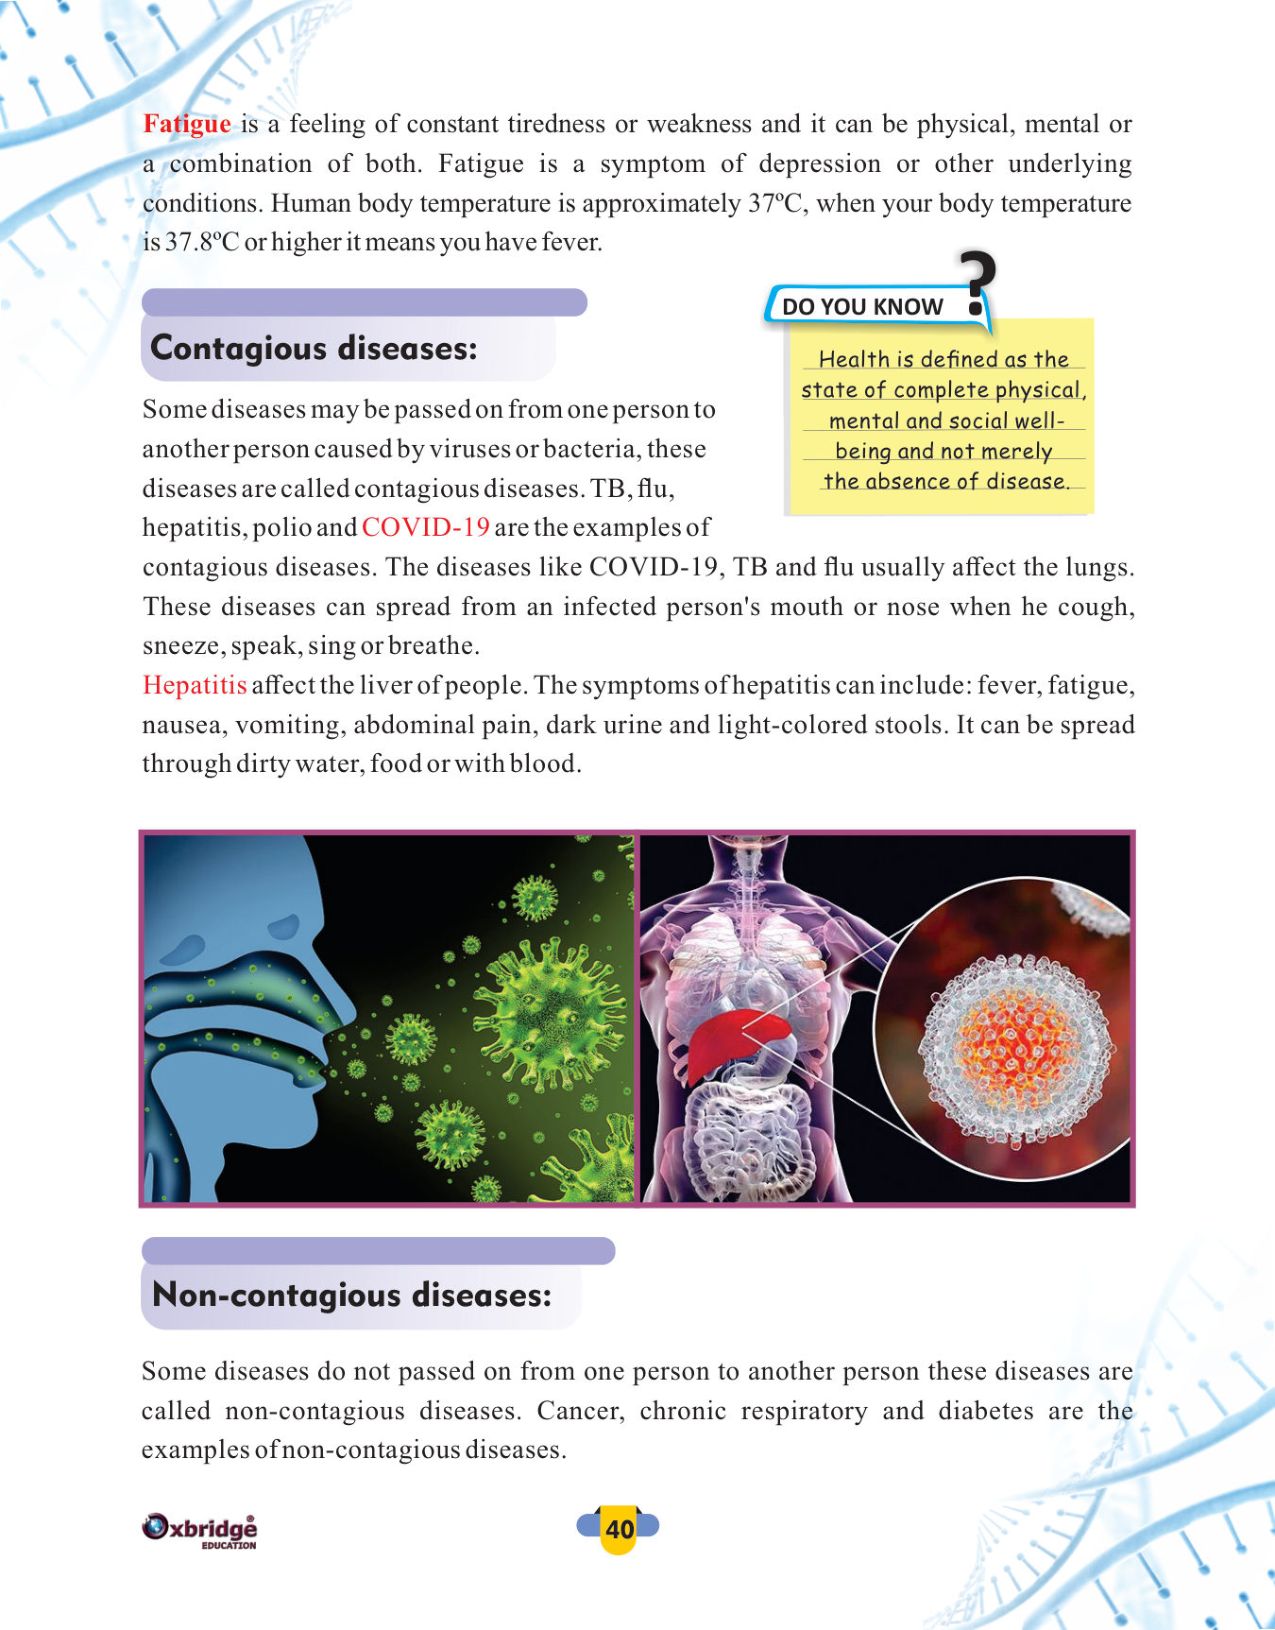 Fatigue is a feeling of constant tiredness or weakness and it can be physical, mental or
a combination of both. Fatigue is a symptom of depression or other underlying
conditions. Human body temperature is approximately 37ºC, when your body temperature
is 37.8ºC or higher it means you have fever.
Contagious diseases:
DO YOU KNOW ?
Health is defined as the
state of complete physical,
mental and social well-
being and not merely
the absence of disease.
Some diseases may be passed on from one person to
another person caused by viruses or bacteria, these
diseases are called contagious diseases. TB, flu,
hepatitis, polio and COVID-19 are the examples of
contagious diseases. The diseases like COVID-19, TB and flu usually affect the lungs.
These diseases can spread from an infected person's mouth or nose when he cough,
sneeze, speak, sing or breathe.
Hepatitis affect the liver of people. The symptoms of hepatitis can include: fever, fatigue,
nausea, vomiting, abdominal pain, dark urine and light-colored stools. It can be spread
through dirty water, food or with blood.
Non-contagious diseases:
Some diseases do not passed on from one person to another person these diseases are
called non-contagious diseases. Cancer, chronic respiratory and diabetes are the
examples of non-contagious diseases.
Oxbridge®
EDUCATION
40